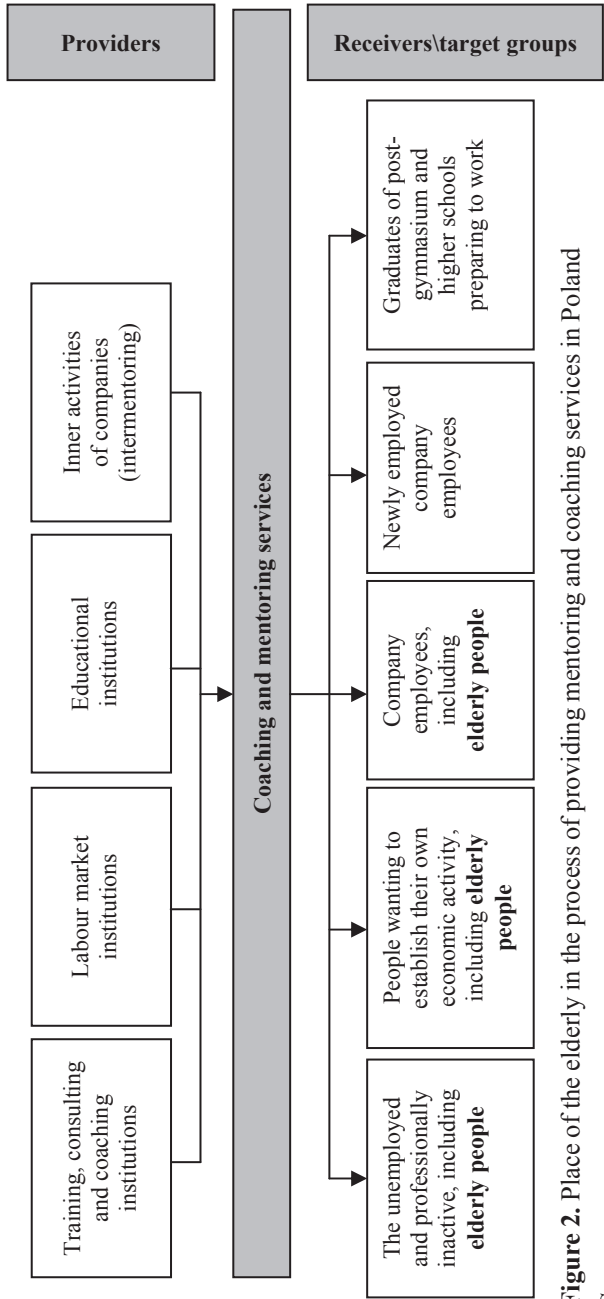 Providers
Training, consulting
and coaching
institutions
Labour market
institutions
Educational
institutions
Inner activities
of companies
(intermentoring)
Coaching and mentoring services
Receivers\target groups
The unemployed
and professionally
inactive, including
elderly people
People wanting to
establish their own
economic activity,
including elderly
people
Company
employees,
including
elderly people
Newly employed
company
employees
Graduates of post-
gymnasium and
higher schools
preparing to work
Figure 2. Place of the elderly in the process of providing mentoring and coaching services in Poland